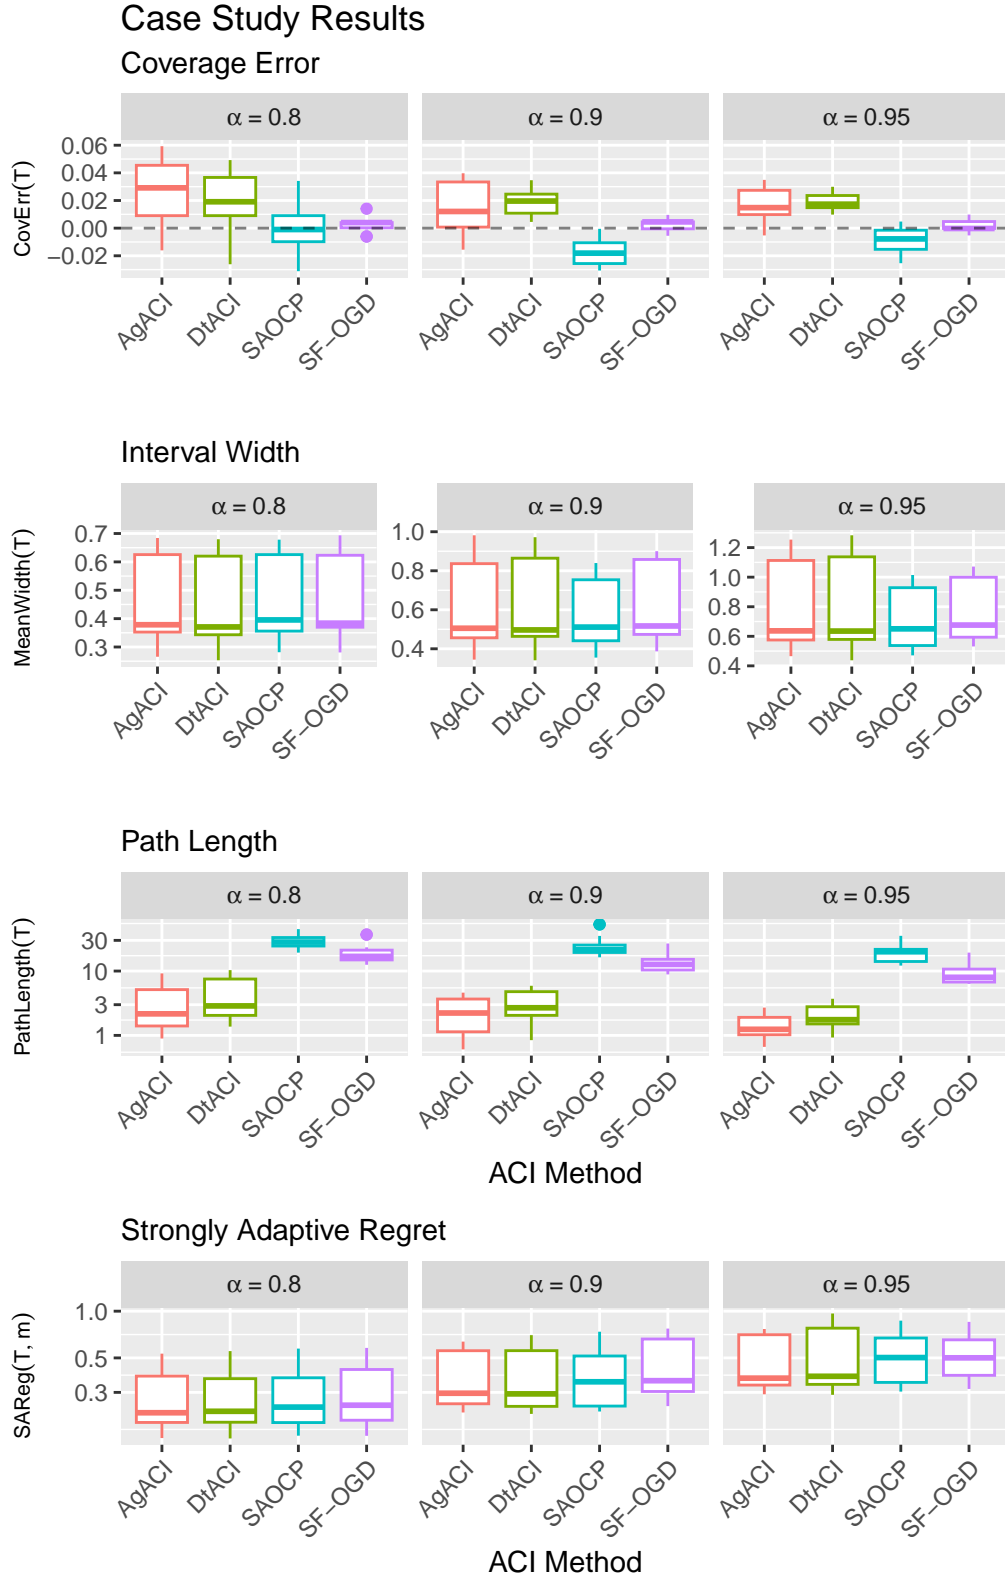 Case Study Results
Coverage Error
α = 0.8 α = 0.9 α = 0.95
CovErr(T)
0.06
0.04
0.02
0.00
−0.02
AgACI DtACI SAOCP SF−OGD AgACI DtACI SAOCP SF−OGD AgACI DtACI SAOCP SF−OGD
Interval Width
α = 0.8 α = 0.9 α = 0.95
MeanWidth(T)
0.7
0.6
0.5
0.4
0.3
1.0
0.8
0.6
0.4
1.2
1.0
0.8
0.6
0.4
AgACI DtACI SAOCP SF−OGD AgACI DtACI SAOCP SF−OGD AgACI DtACI SAOCP SF−OGD
Path Length
α = 0.8 α = 0.9 α = 0.95
PathLength(T)
30
10
3
1
AgACI DtACI SAOCP SF−OGD AgACI DtACI SAOCP SF−OGD AgACI DtACI SAOCP SF−OGD
ACI Method
Strongly Adaptive Regret
α = 0.8 α = 0.9 α = 0.95
SAReg(T, m)
1.0
0.5
0.3
AgACI DtACI SAOCP SF−OGD AgACI DtACI SAOCP SF−OGD AgACI DtACI SAOCP SF−OGD
ACI Method